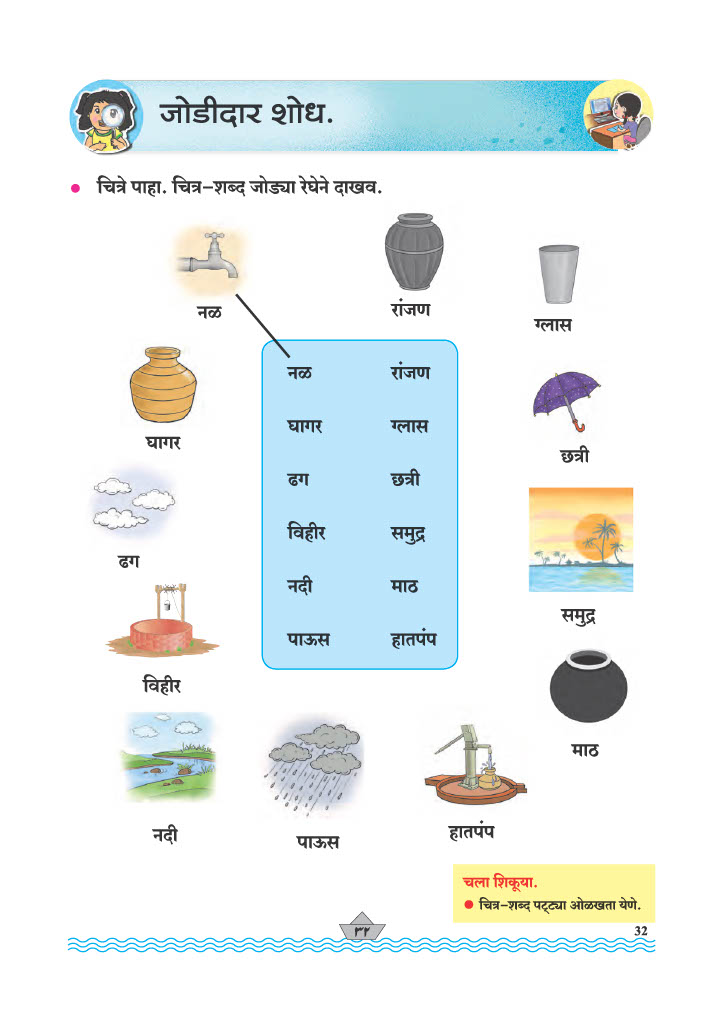 जोडीदार शोध.
● चित्रे पाहा. चित्र-शब्द जोड्या रेघेने दाखव.
नळ
रांजण
ग्लास
घागर
छत्री
ढग
समुद्र
विहीर
माठ
नदी
पाऊस
हातपंप
नळ रांजण
घागर ग्लास
ढग छत्री
विहीर समुद्र
नदी माठ
पाऊस हातपंप
चला शिकूया.
● चित्र-शब्द पट्ट्या ओळखता येणे.
३२
32